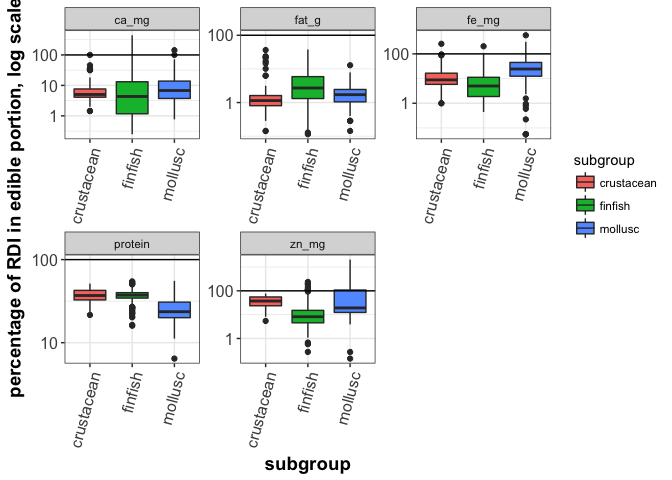 percentage of RDI in edible portion, log scale
ca_mg
fat_g
fe_mg
100
10
1
100
1
100
1
crustacean
finfish
mollusc
crustacean
finfish
mollusc
crustacean
finfish
mollusc
subgroup
crustacean
finfish
mollusc
protein
zn_mg
100
10
100
1
crustacean
finfish
mollusc
crustacean
finfish
mollusc
subgroup